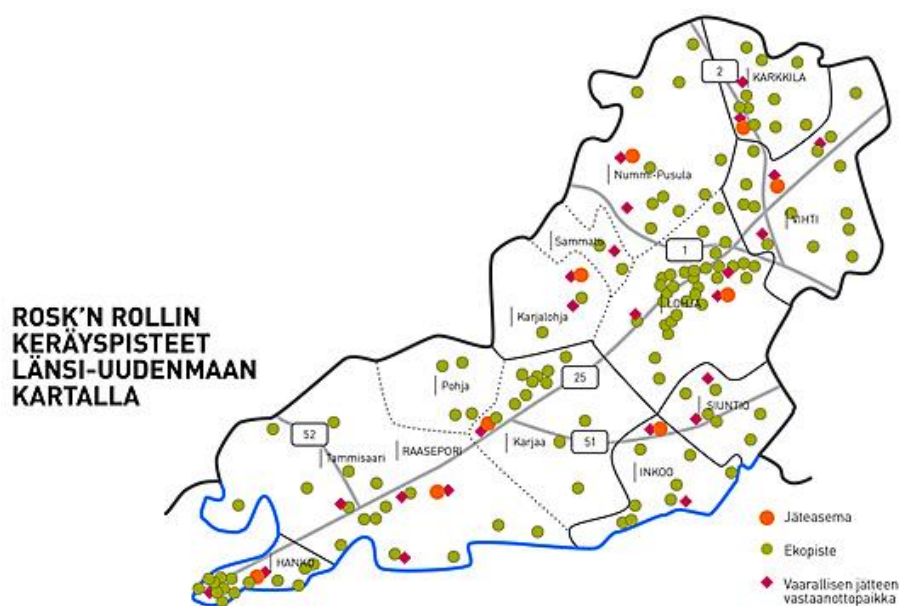 ROSK'N ROLLIN
KERÄYSPISTEET
LÄNSI-UUDENMAAN
KARTALLA
2
KARKKILA
Nummi-Pusula
VIHTI
Sammatti
1
LOHJA
Karjalohja
25
Pohja
SIUNTIO
52
RAASEPORI
Karjaa
51
Tammisaari
INKOO
HANKO
Jäteasema
Ekopiste
Vaarallisen jätteen
vastaanottopaikka